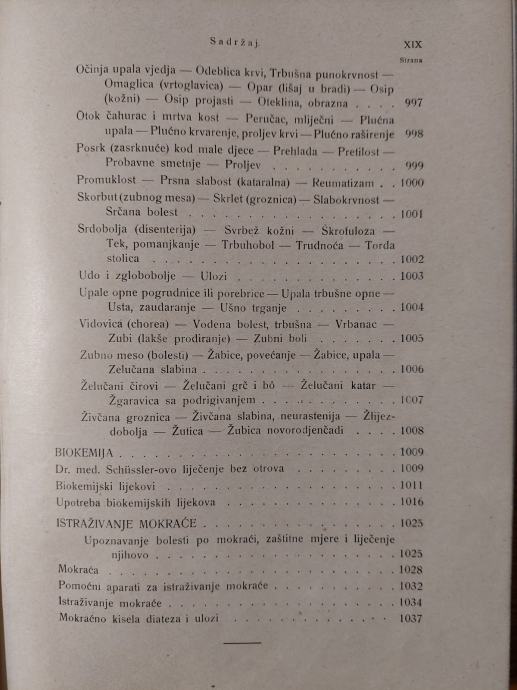 Sadržaj XIX
Strana
Očinja upala vjedja — Odeblica krvi, Trbušna punokrvnost —
Omaglica (vrtoglavica) — Opar (lišaj u bradi) — Osip
(kožni) — Osip projasti — Oteklina, obrazna . . . . 997
Otok čahurac i mrtva kost — Peručac, mliječni — Plućna
upala — Plućno krvarenje, proljev krvi — Plućno raširenje 998
Posrk (zasrknuće) kod male djece — Prehlada — Pretilost —
Probavne smetnje — Proljev . . . . . . . . . . . 999
Promuklost — Prsna slabost (kataralna) — Reumatizam . . 1000
Skorbut (zubnog mesa) — Skrlet (groznica) — Slabokrvnost —
Srčana bolest . . . . . . . . . . . . . . . . . 1001
Srdobolja (disenterija) — Svrbež kožni — Škrofuloza —
Tek, pomanjkanje — Trbuhobol — Trudnoća — Torda
stolica . . . . . . . . . . . . . . . . . . . . 1002
Udo i zglobobolje — Ulozi . . . . . . . . . . . . . . 1003
Upale opne pogrudnice ili porebrice — Upala trbušne opne —
Usta, zaudaranje — Ušno trganje . . . . . . . . . 1004
Vidovica (chorea) — Vodena bolest, trbušna — Vrbanac —
Zubi (lakše prodiranje) — Zubni boli . . . . . . . 1005
Zubno meso (bolesti) — Žabice, povećanje — Žabice, upala —
Želučana slabina . . . . . . . . . . . . . . . . 1006
Želučani čirovi — Želučani grč i bô — Želučani katar —
Žgaravica sa podrigivanjem . . . . . . . . . . . 1007
Živčana groznica — Živčana slabina, neurastenija — Žlijez-
dobolja — Žutica — Žubica novorodjenčadi . . . . 1008
BIOKEMIJA . . . . . . . . . . . . . . . . . . . . . 1009
Dr. med. Schüssler-ovo liječenje bez otrova . . . . . . . 1009
Biokemijski lijekovi . . . . . . . . . . . . . . . . . 1011
Upotreba biokemijskih lijekova . . . . . . . . . . . . 1016
ISTRAŽIVANJE MOKRAĆE . . . . . . . . . . . . . . 1025
Upoznavanje bolesti po mokraći, zaštitne mjere i liječenje
njihovo . . . . . . . . . . . . . . . . . . . . 1025
Mokraća . . . . . . . . . . . . . . . . . . . . . . 1028
Pomoćni aparati za istraživanje mokraće . . . . . . . . 1032
Istraživanje mokraće . . . . . . . . . . . . . . . . . 1034
Mokraćno kisela diateza i ulozi . . . . . . . . . . . . 1037